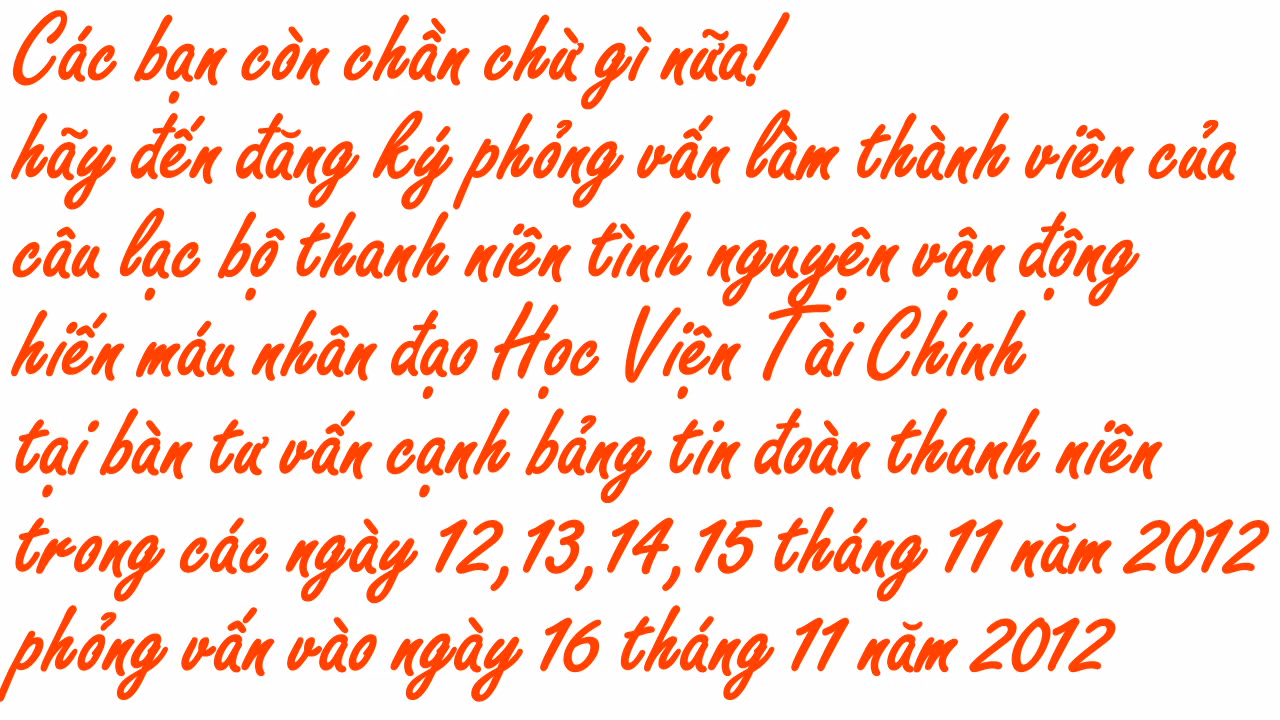 Các bạn còn chần chừ gì nữa!
hãy đến đăng ký phỏng vấn làm thành viên của
câu lạc bộ thanh niên tình nguyện vận động
hiến máu nhân đạo Học Viện Tài Chính
tại bàn tư vấn cạnh bảng tin đoàn thanh niên
trong các ngày 12,13,14,15 tháng 11 năm 2012
phỏng vấn vào ngày 16 tháng 11 năm 2012